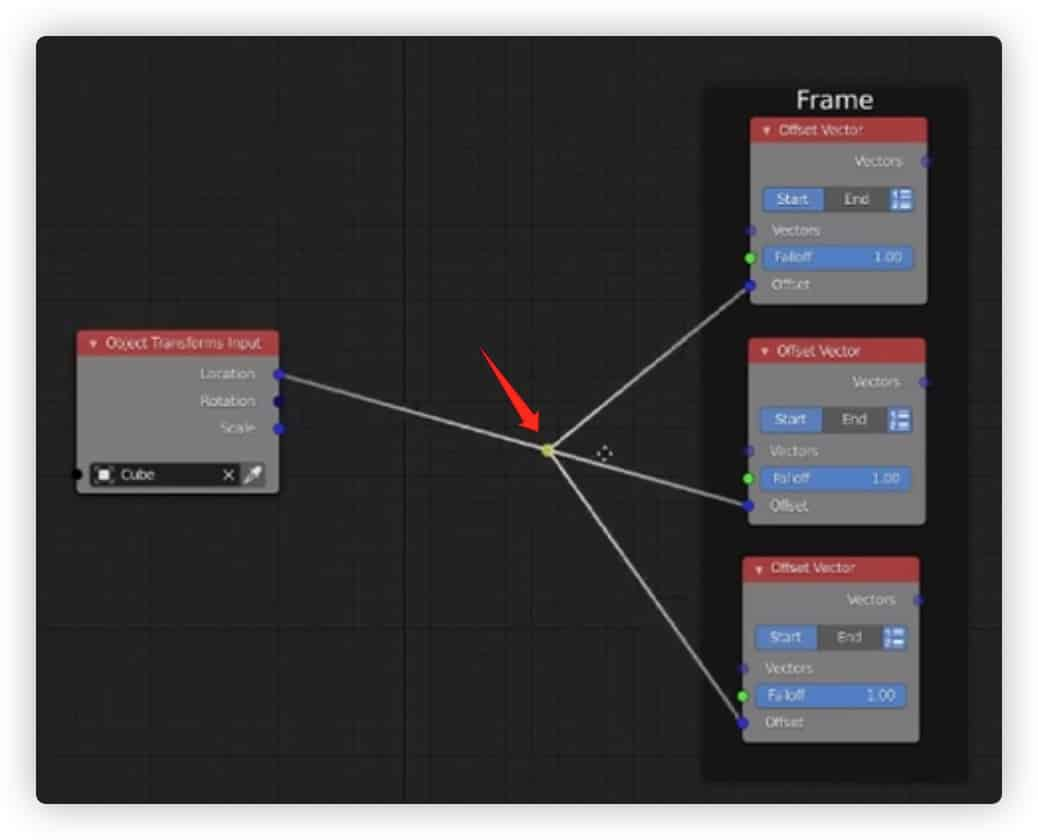 Frame
Offset Vector
Vectors
Start End
Vectors
Falloff 1.00
Offset
Object Transforms Input
Location
Rotation
Scale
Cube
Offset Vector
Vectors
Start End
Vectors
Falloff 1.00
Offset
Offset Vector
Vectors
Start End
Vectors
Falloff 1.00
Offset